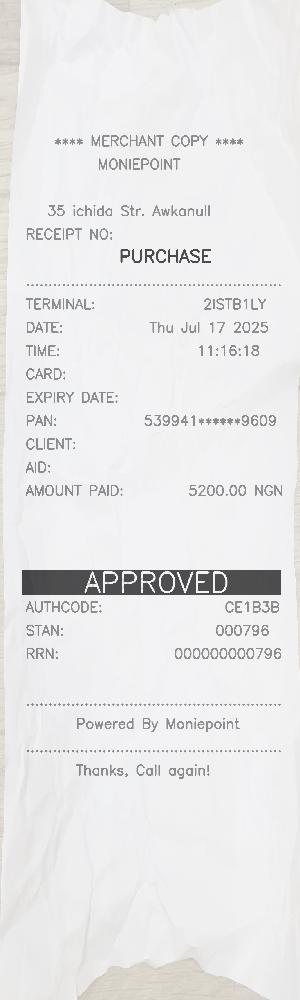 **** MERCHANT COPY ****
MONIEPOINT
35 ichida Str. Awkanull
RECEIPT NO:
PURCHASE
TERMINAL: 2ISTB1LY
DATE: Thu Jul 17 2025
TIME: 11:16:18
CARD:
EXPIRY DATE:
PAN: 539941******9609
CLIENT:
AID:
AMOUNT PAID: 5200.00 NGN
APPROVED
AUTHCODE: CE1B3B
STAN: 000796
RRN: 000000000796
Powered By Moniepoint
Thanks, Call again!